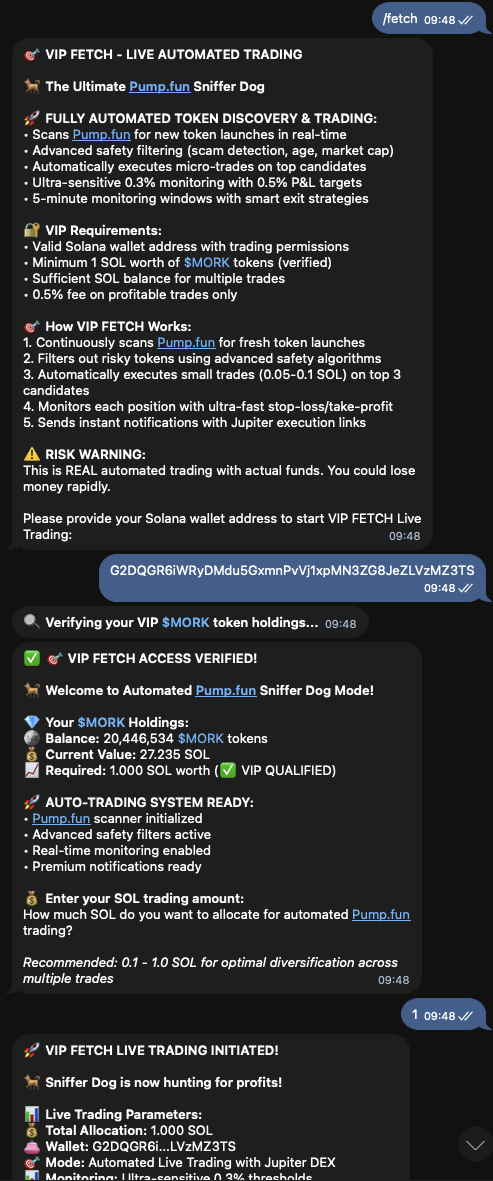 /fetch 09:48
🎯 VIP FETCH - LIVE AUTOMATED TRADING
🐕 The Ultimate Pump.fun Sniffer Dog
🚀 FULLY AUTOMATED TOKEN DISCOVERY & TRADING:
• Scans Pump.fun for new token launches in real-time
• Advanced safety filtering (scam detection, age, market cap)
• Automatically executes micro-trades on top candidates
• Ultra-sensitive 0.3% monitoring with 0.5% P&L targets
• 5-minute monitoring windows with smart exit strategies
🔐 VIP Requirements:
• Valid Solana wallet address with trading permissions
• Minimum 1 SOL worth of $MORK tokens (verified)
• Sufficient SOL balance for multiple trades
• 0.5% fee on profitable trades only
🎯 How VIP FETCH Works:
1. Continuously scans Pump.fun for fresh token launches
2. Filters out risky tokens using advanced safety algorithms
3. Automatically executes small trades (0.05-0.1 SOL) on top 3
candidates
4. Monitors each position with ultra-fast stop-loss/take-profit
5. Sends instant notifications with Jupiter execution links
⚠️ RISK WARNING:
This is REAL automated trading with actual funds. You could lose
money rapidly.
Please provide your Solana wallet address to start VIP FETCH Live
Trading: 09:48
G2DQGR6iWRyDMdu5GxmnPvVj1xpMN3ZG8JeZLVzMZ3TS
09:48
🔍 Verifying your VIP $MORK token holdings... 09:48
✅ 🎯 VIP FETCH ACCESS VERIFIED!
🐕 Welcome to Automated Pump.fun Sniffer Dog Mode!
💎 Your $MORK Holdings:
🪙 Balance: 20,446,534 $MORK tokens
💰 Current Value: 27.235 SOL
📈 Required: 1.000 SOL worth (✅ VIP QUALIFIED)
🚀 AUTO-TRADING SYSTEM READY:
• Pump.fun scanner initialized
• Advanced safety filters active
• Real-time monitoring enabled
• Premium notifications ready
💰 Enter your SOL trading amount:
How much SOL do you want to allocate for automated Pump.fun
trading?
Recommended: 0.1 - 1.0 SOL for optimal diversification across
multiple trades 09:48
1 09:48
🚀 VIP FETCH LIVE TRADING INITIATED!
🐕 Sniffer Dog is now hunting for profits!
📊 Live Trading Parameters:
💰 Total Allocation: 1.000 SOL
👛 Wallet: G2DQGR6i...LVzMZ3TS
🎯 Mode: Automated Live Trading with Jupiter DEX
📊 Monitoring: Ultra-sensitive 0.3% thresholds